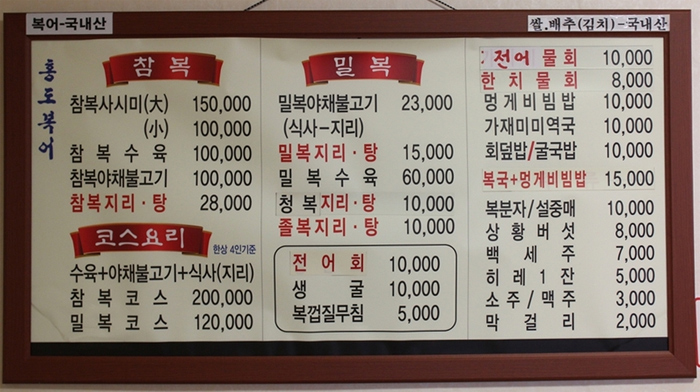 복어-국내산
쌀.배추(김치)-국내산
홍도복어
참복
참복사시미(大) 150,000
(小) 100,000
참복수육 100,000
참복야채불고기 100,000
참복지리·탕 28,000
코스요리
한상 4인기준
수육+야채불고기+식사(지리)
참복코스 200,000
밀복코스 120,000
밀복
밀복야채불고기 23,000
(식사-지리)
밀복지리·탕 15,000
밀복수육 60,000
청복지리·탕 10,000
졸복지리·탕 10,000
전어회 10,000
생굴 10,000
복껍질무침 5,000
전어물회 10,000
한치물회 8,000
멍게비빔밥 10,000
가재미미역국 10,000
회덮밥/굴국밥 10,000
복국+멍게비빔밥 15,000
복분자/설중매 10,000
상황버섯 8,000
백세주 7,000
히레1잔 5,000
소주/맥주 3,000
막걸리 2,000